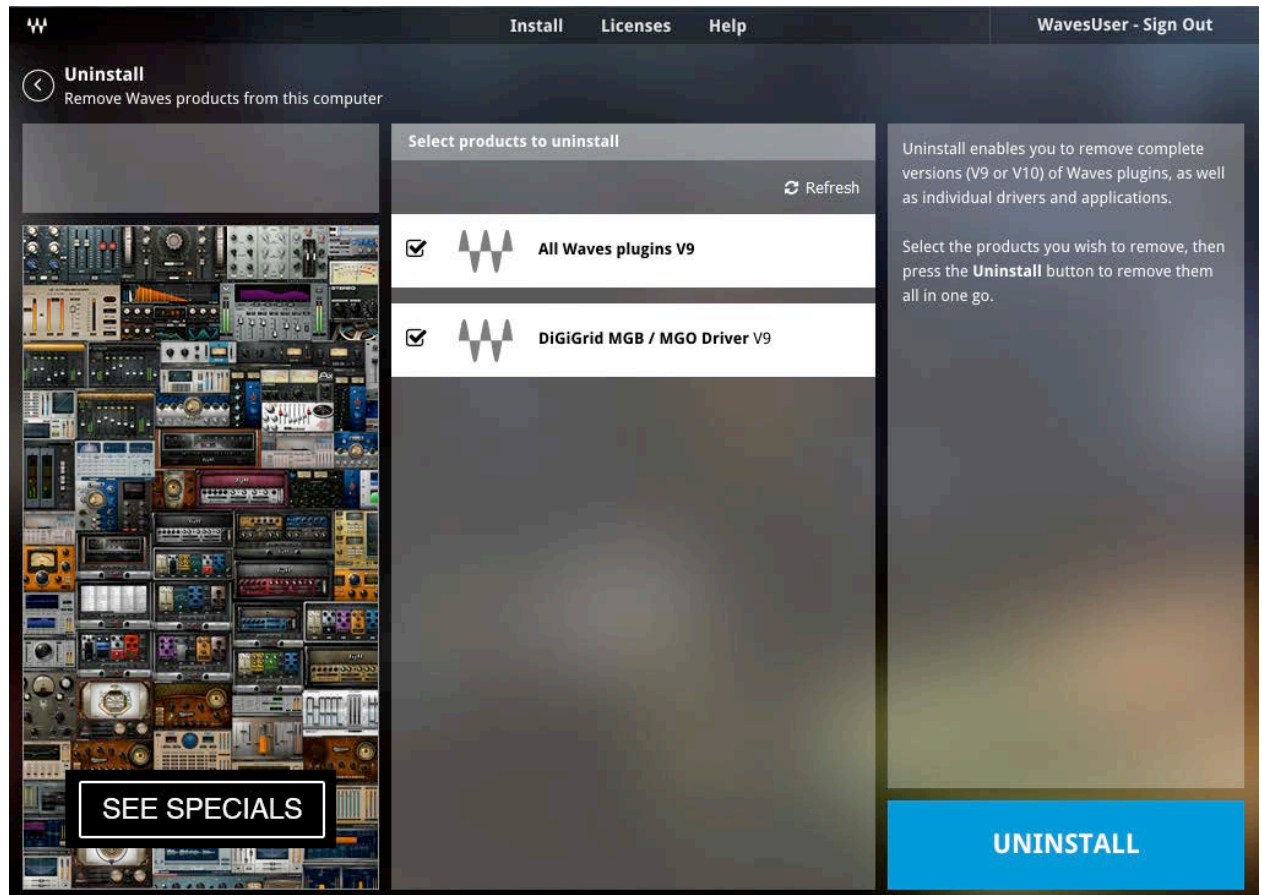 Install Licenses Help WavesUser - Sign Out
Uninstall
Remove Waves products from this computer
Select products to uninstall
Refresh
All Waves plugins V9
DiGiGrid MGB / MGO Driver V9
Uninstall enables you to remove complete
versions (V9 or V10) of Waves plugins, as well
as individual drivers and applications.
Select the products you wish to remove, then
press the Uninstall button to remove them
all in one go.
SEE SPECIALS
UNINSTALL